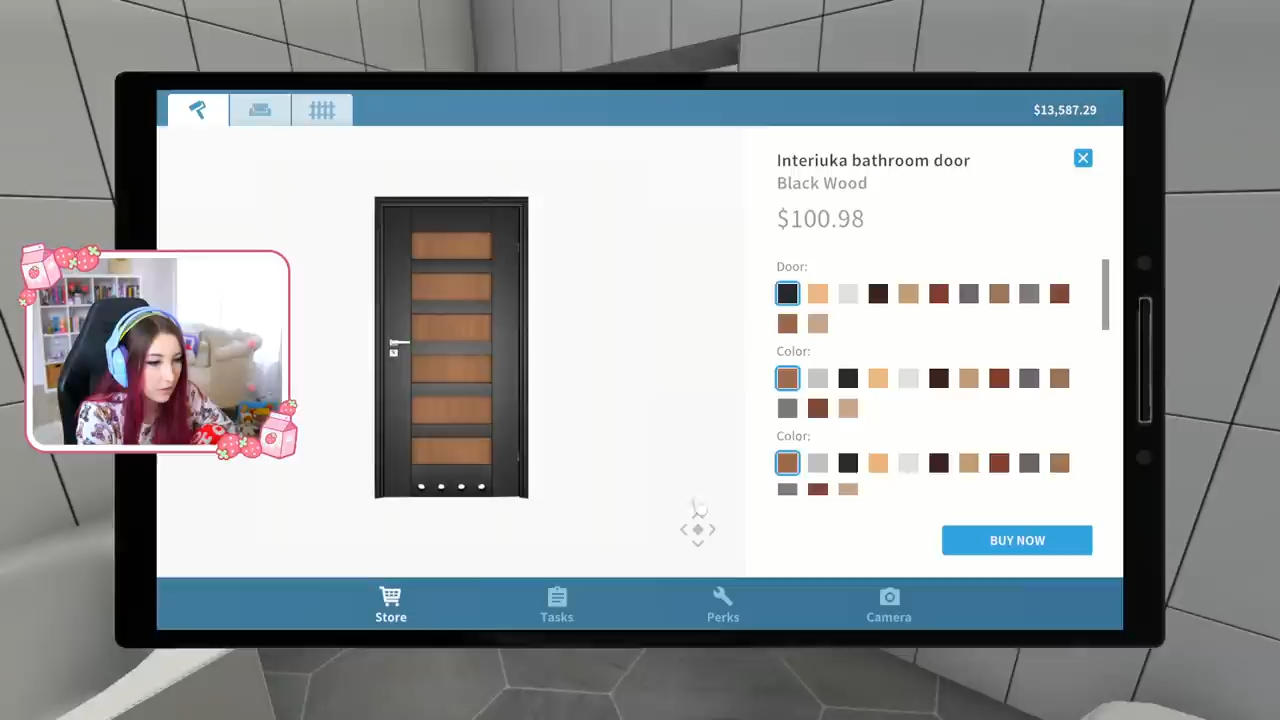 $13,587.29
Interiuka bathroom door
Black Wood
$100.98
Door:
Color:
Color:
BUY NOW
Store
Tasks
Perks
Camera